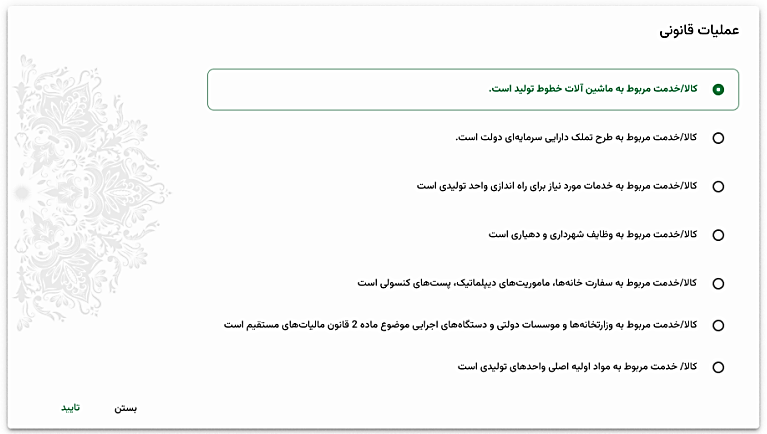 عملیات قانونی
کالا/خدمت مربوط به ماشین آلات خطوط تولید است.
کالا/خدمت مربوط به طرح تملک دارایی سرمایه‌ای دولت است.
کالا/خدمت مربوط به خدمات مورد نیاز برای راه اندازی واحد تولیدی است
کالا/خدمت مربوط به وظایف شهرداری و دهیاری است
کالا/خدمت مربوط به سفارت خانه‌ها، ماموریت‌های دیپلماتیک، پست‌های کنسولی است
کالا/خدمت مربوط به وزارتخانه‌ها و موسسات دولتی و دستگاه‌های اجرایی موضوع ماده 2 قانون مالیات‌های مستقیم است
کالا/ خدمت مربوط به مواد اولیه اصلی واحدهای تولیدی است
بستن
تایید